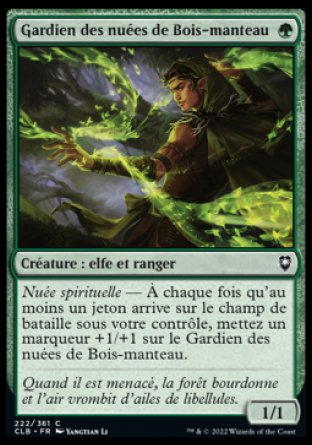 Gardien des nuées de Bois-manteau
Créature : elfe et ranger
Nuée spirituelle — À chaque fois qu'au
moins un jeton arrive sur le champ de
bataille sous votre contrôle, mettez un
marqueur +1/+1 sur le Gardien des
nuées de Bois-manteau.
Quand il est menacé, la forêt bourdonne
et l'air vrombit d'ailes de libellules.
1/1
222/361 C
CLB • FR Yangtian Li
™ & © 2022 Wizards of the Coast